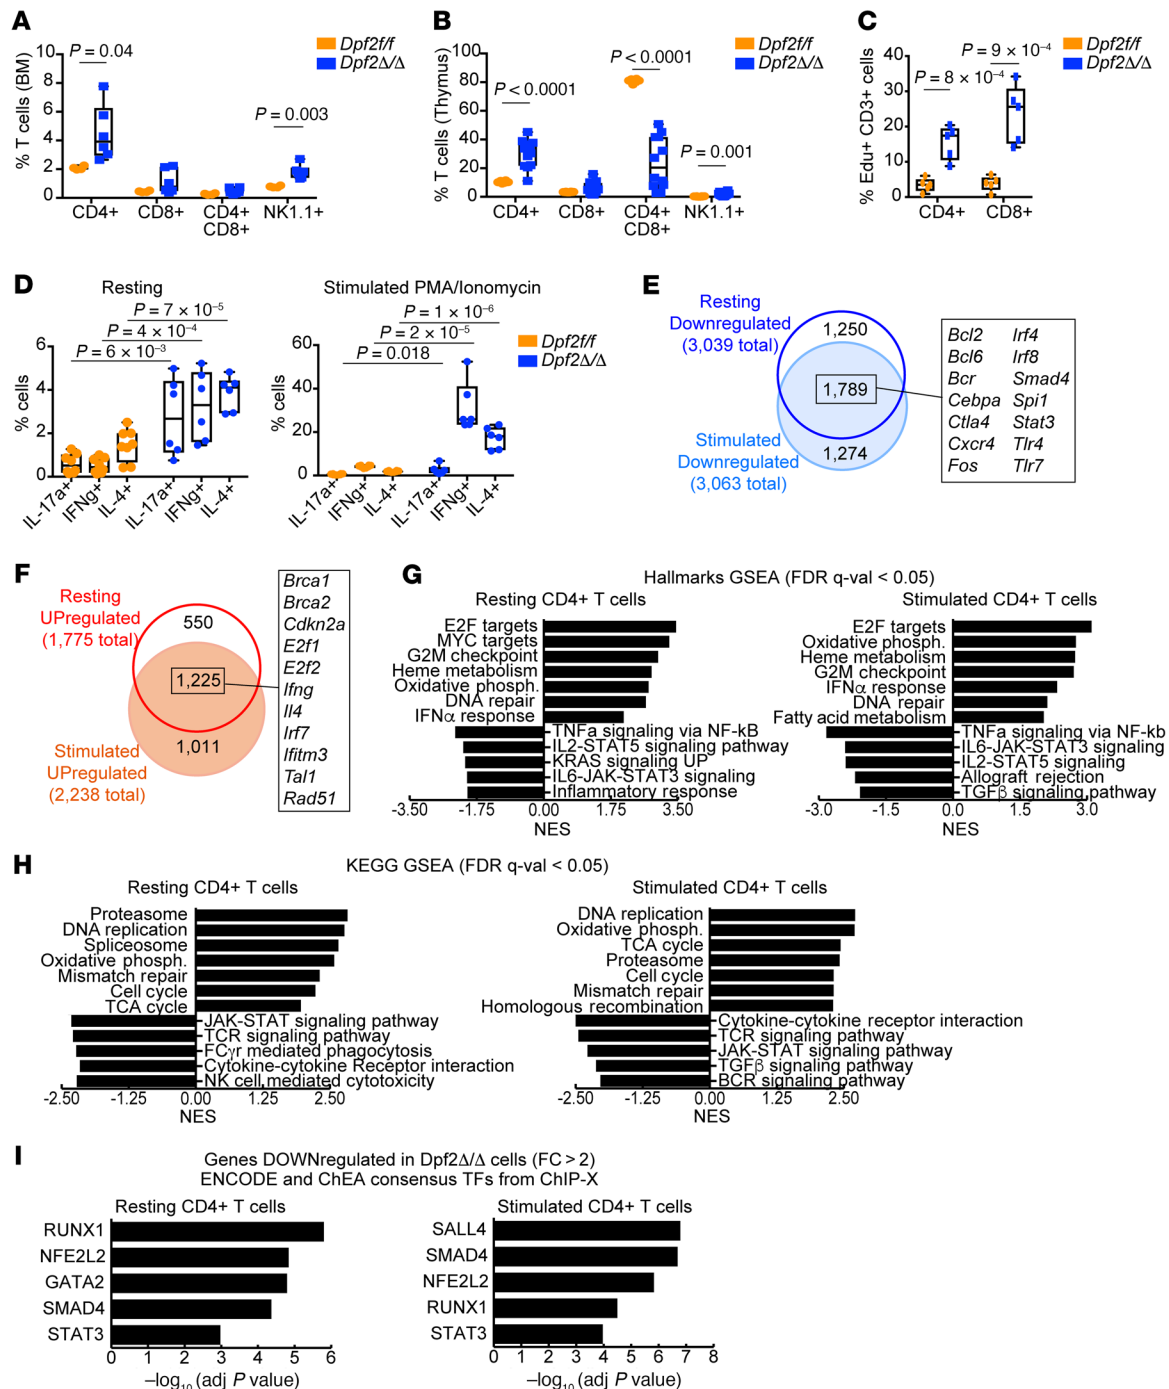 A
P = 0.04
Dpf2f/f
Dpf2Δ/Δ
P = 0.003
% T cells (BM)
10
8
6
4
2
0
CD4+
CD8+
CD4+
CD8+
NK1.1+
B
P < 0.0001
P < 0.0001
P = 0.001
Dpf2f/f
Dpf2Δ/Δ
% T cells (Thymus)
100
80
60
40
20
0
CD4+
CD8+
CD4+
CD8+
NK1.1+
C
Dpf2f/f
Dpf2Δ/Δ
P = 9 × 10⁻⁴
P = 8 × 10⁻⁴
% Edu+ CD3+ cells
40
30
20
10
0
CD4+
CD8+
D
Resting
P = 7 × 10⁻⁵
P = 4 × 10⁻⁴
P = 6 × 10⁻³
% cells
6
4
2
0
IL-17a+
IFNg+
IL-4+
IL-17a+
IFNg+
IL-4+
Stimulated PMA/Ionomycin
P = 1 × 10⁻⁶
P = 2 × 10⁻⁵
P = 0.018
Dpf2f/f
Dpf2Δ/Δ
% cells
60
40
20
0
IL-17a+
IFNg+
IL-4+
IL-17a+
IFNg+
IL-4+
E
Resting
Downregulated
(3,039 total)
1,250
1,789
Stimulated
Downregulated
(3,063 total)
1,274
Bcl2 Irf4
Bcl6 Irf8
Bcr Smad4
Cebpa Spi1
Ctla4 Stat3
Cxcr4 Tlr4
Fos Tlr7
F
Resting
UPregulated
(1,775 total)
550
1,225
Stimulated
UPregulated
(2,238 total)
1,011
Brca1
Brca2
Cdkn2a
E2f1
E2f2
Ifng
Il4
Irf7
Ifitm3
Tal1
Rad51
G
Hallmarks GSEA (FDR q-val < 0.05)
Resting CD4+ T cells
E2F targets
MYC targets
G2M checkpoint
Heme metabolism
Oxidative phosph.
DNA repair
IFNα response
TNFa signaling via NF-kB
IL2-STAT5 signaling pathway
KRAS signaling UP
IL6-JAK-STAT3 signaling
Inflammatory response
-3.50 -1.75 0.00 1.75 3.50
NES
Stimulated CD4+ T cells
E2F targets
Oxidative phosph.
Heme metabolism
G2M checkpoint
IFNα response
DNA repair
Fatty acid metabolism
TNFa signaling via NF-kb
IL6-JAK-STAT3 signaling
IL2-STAT5 signaling
Allograft rejection
TGFβ signaling pathway
-3.0 -1.5 0.0 1.5 3.0
NES
H
KEGG GSEA (FDR q-val < 0.05)
Resting CD4+ T cells
Proteasome
DNA replication
Spliceosome
Oxidative phosph.
Mismatch repair
Cell cycle
TCA cycle
JAK-STAT signaling pathway
TCR signaling pathway
FCγr mediated phagocytosis
Cytokine-cytokine Receptor interaction
NK cell mediated cytotoxicity
-2.50 -1.25 0.00 1.25 2.50
NES
Stimulated CD4+ T cells
DNA replication
Oxidative phosph.
TCA cycle
Proteasome
Cell cycle
Mismatch repair
Homologous recombination
Cytokine-cytokine receptor interaction
TCR signaling pathway
JAK-STAT signaling pathway
TGFβ signaling pathway
BCR signaling pathway
-2.50 -1.25 0.00 1.25 2.50
NES
I
Genes DOWNregulated in Dpf2Δ/Δ cells (FC > 2)
ENCODE and ChEA consensus TFs from ChIP-X
Resting CD4+ T cells
RUNX1
NFE2L2
GATA2
SMAD4
STAT3
0 1 2 3 4 5 6
–log₁₀ (adj P value)
Stimulated CD4+ T cells
SALL4
SMAD4
NFE2L2
RUNX1
STAT3
0 1 2 3 4 5 6 7 8
–log₁₀ (adj P value)